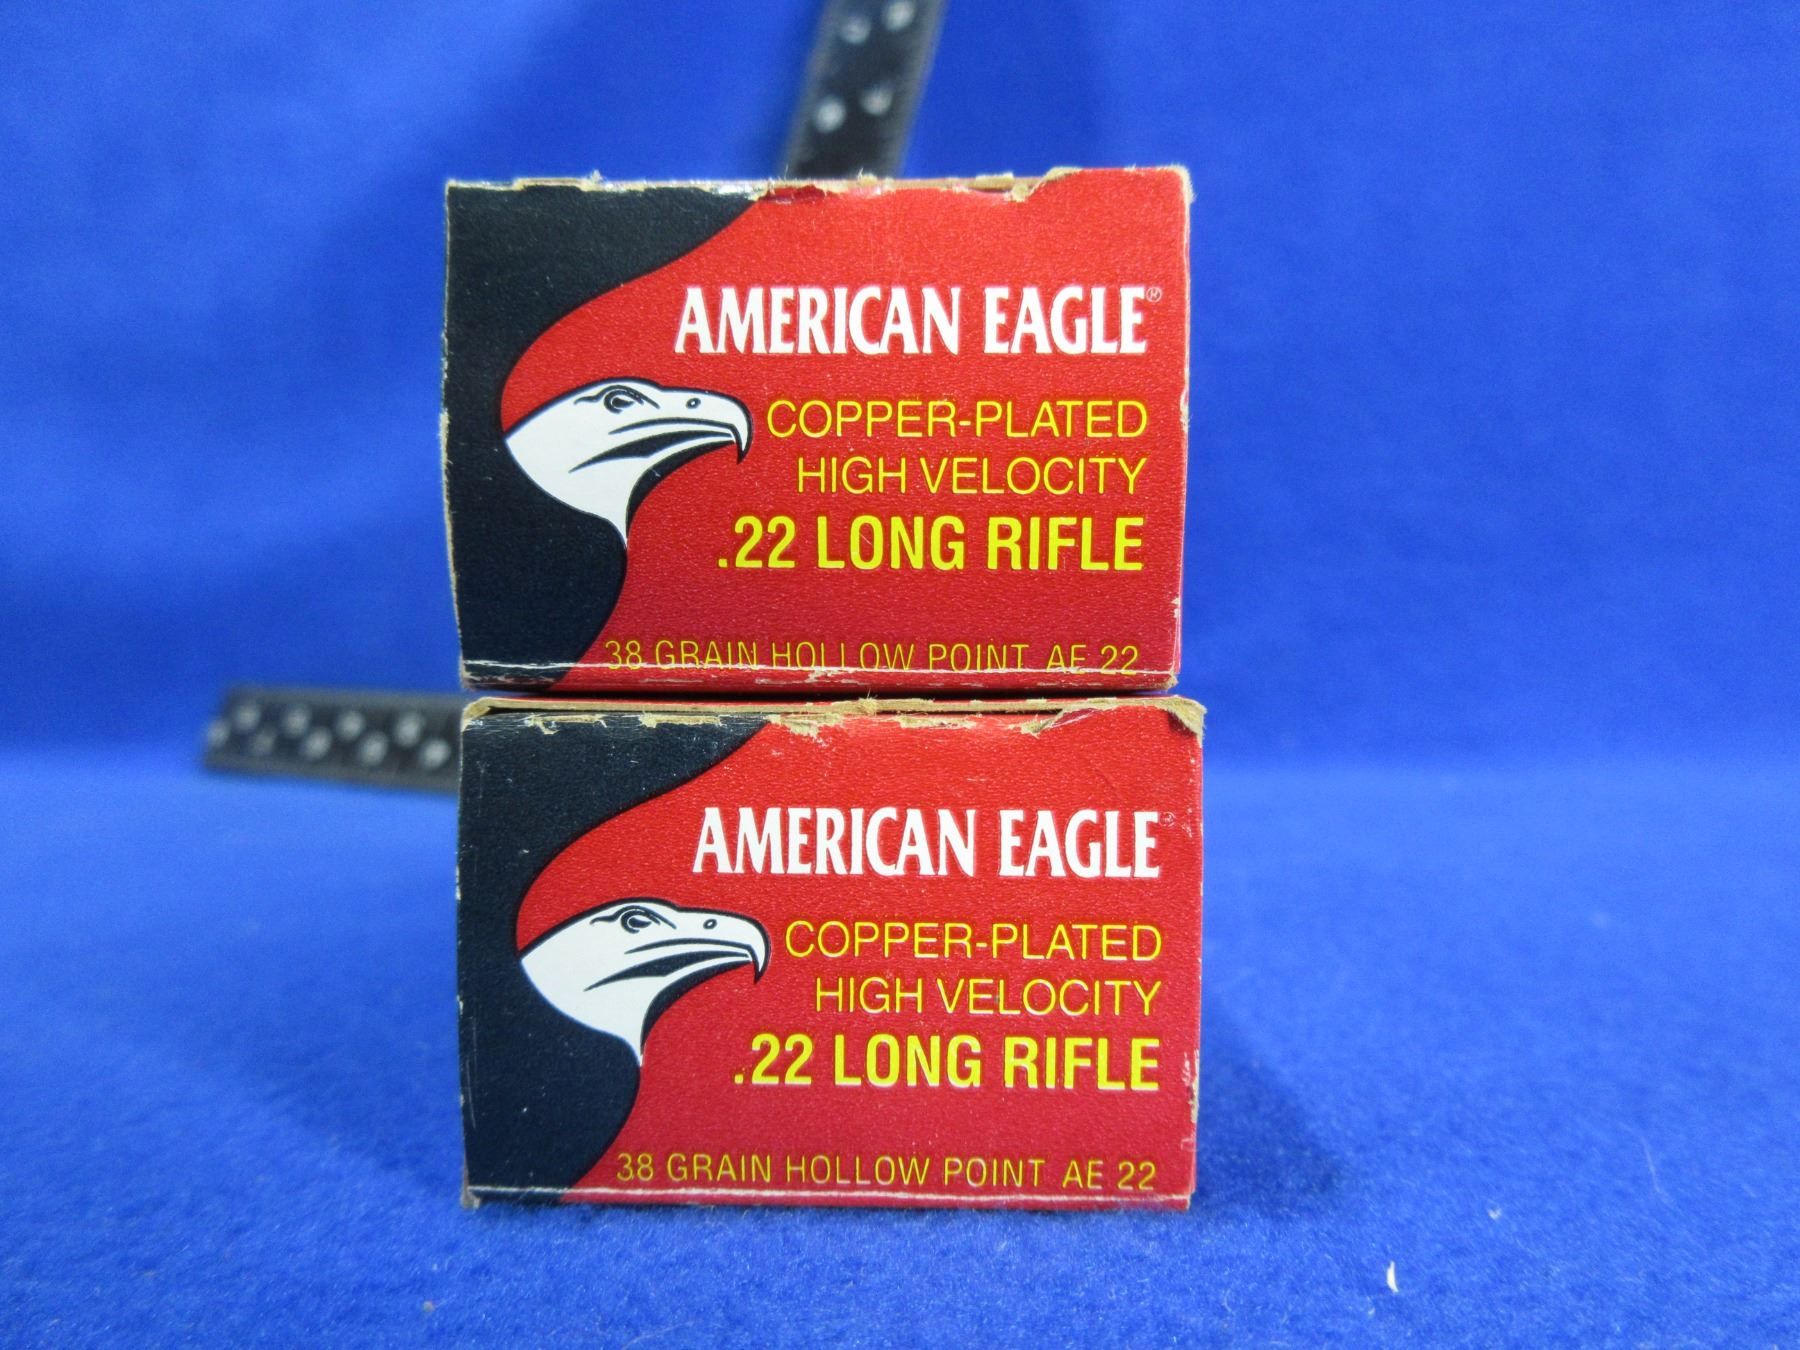 AMERICAN EAGLE®
COPPER-PLATED
HIGH VELOCITY
.22 LONG RIFLE
38 GRAIN HOLLOW POINT AE 22
AMERICAN EAGLE®
COPPER-PLATED
HIGH VELOCITY
.22 LONG RIFLE
38 GRAIN HOLLOW POINT AE 22